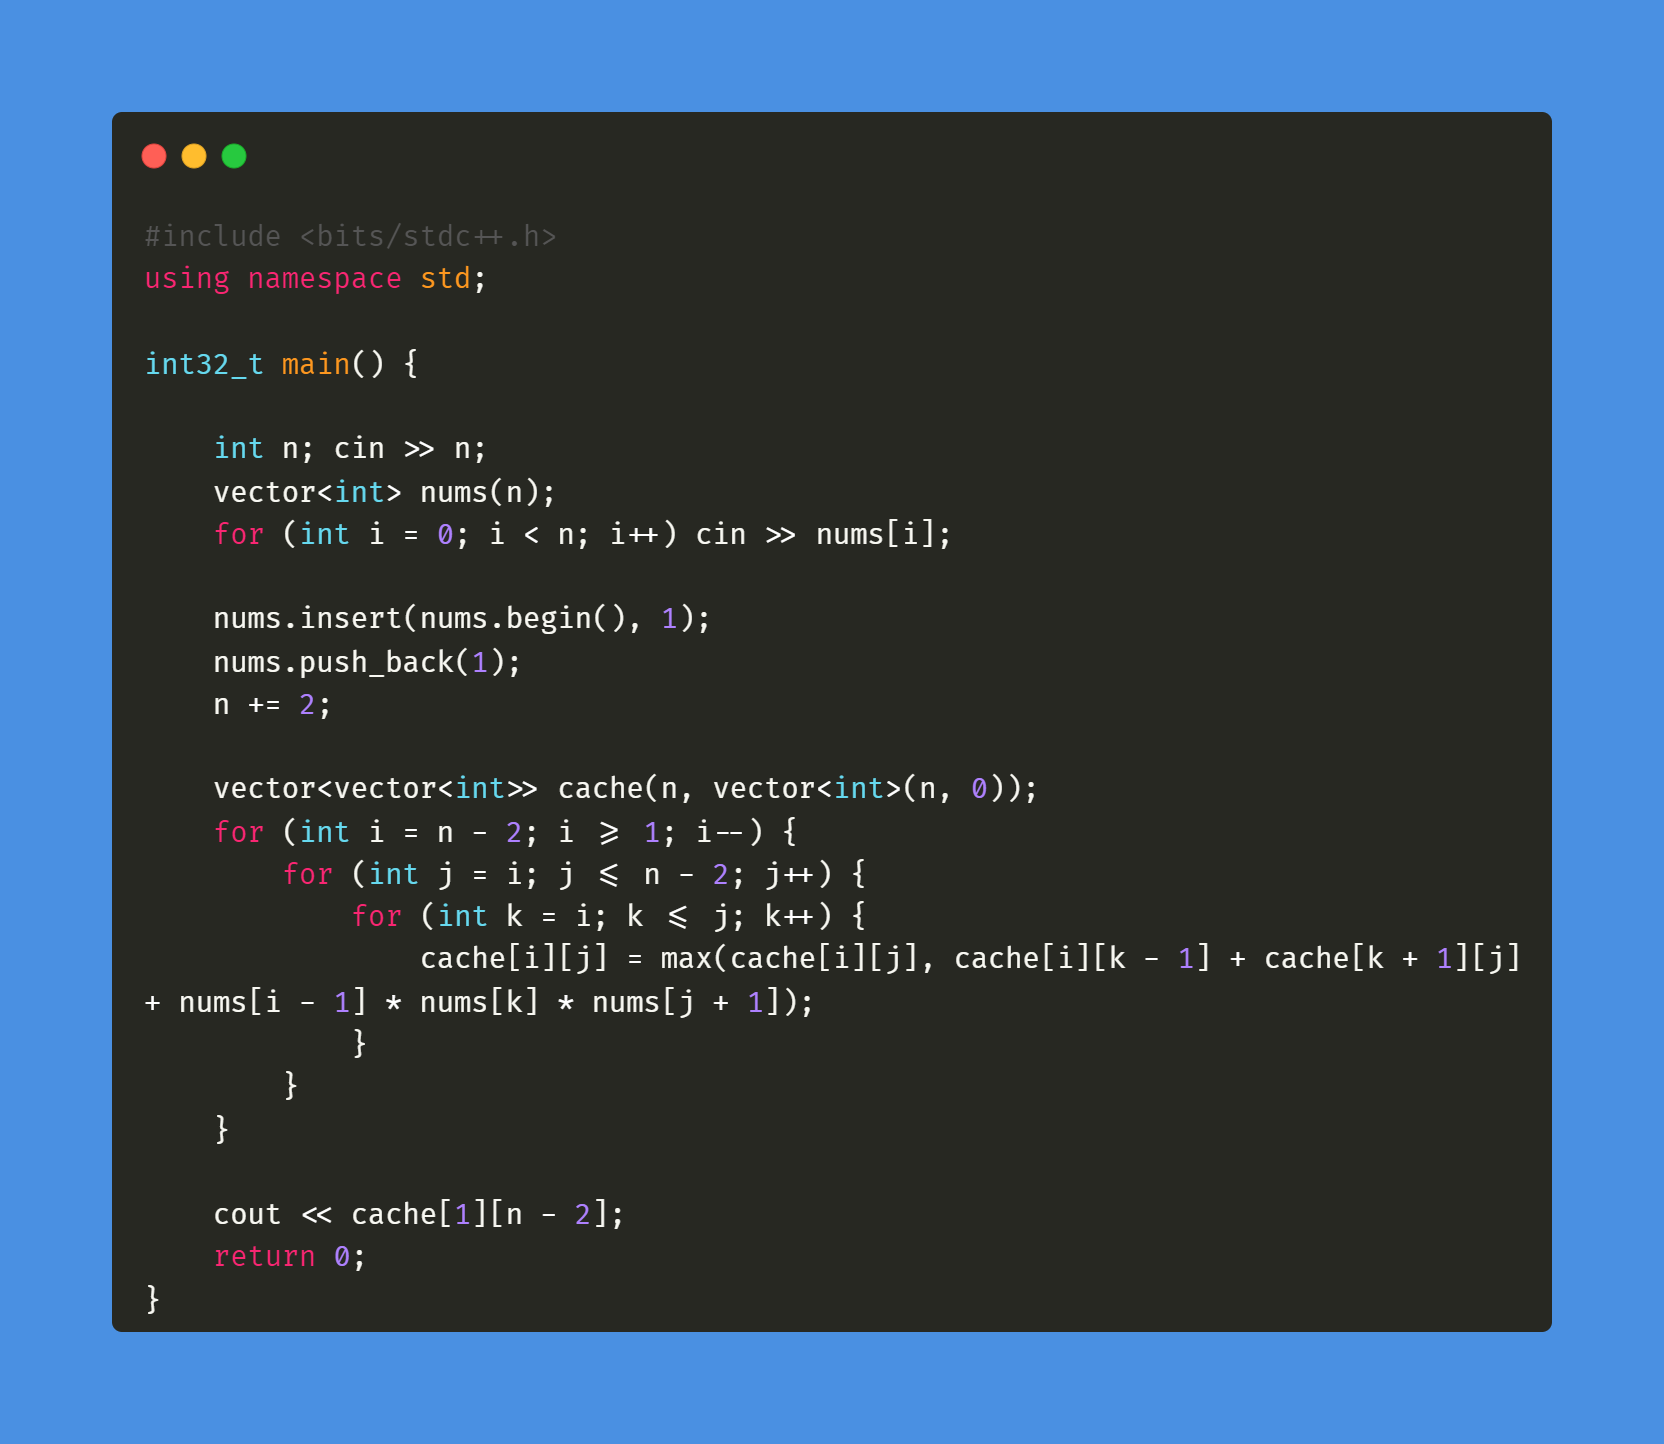 #include <bits/stdc++.h>
using namespace std;
int32_t main() {
int n; cin >> n;
vector<int> nums(n);
for (int i = 0; i < n; i++) cin >> nums[i];
nums.insert(nums.begin(), 1);
nums.push_back(1);
n += 2;
vector<vector<int>> cache(n, vector<int>(n, 0));
for (int i = n - 2; i >= 1; i--) {
for (int j = i; j <= n - 2; j++) {
for (int k = i; k <= j; k++) {
cache[i][j] = max(cache[i][j], cache[i][k - 1] + cache[k + 1][j]
+ nums[i - 1] * nums[k] * nums[j + 1]);
}
}
}
cout << cache[1][n - 2];
return 0;
}